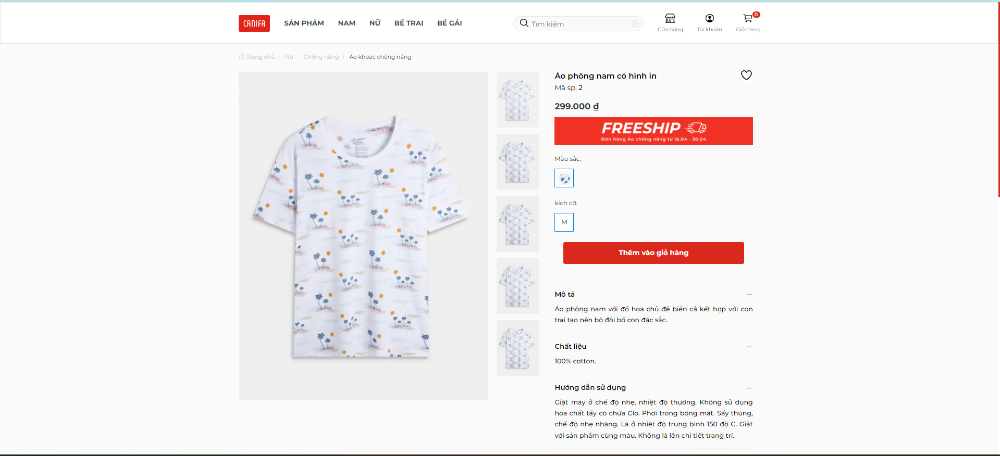 CANIFA
SẢN PHẨM NAM NỮ BÉ TRAI BÉ GÁI
Tìm kiếm
Cửa hàng
Tài khoản
0
Giỏ hàng
Trang chủ | Nữ | Chống nắng | Áo khoác chống nắng
Áo phông nam có hình in
Mã sp: 2
299.000 ₫
FREESHIP
Đơn hàng Áo chống nắng từ 16.04 - 30.04
Màu sắc:
kích cỡ:
M
Thêm vào giỏ hàng
Mô tả
Áo phông nam với đồ họa chủ đề biển cả kết hợp với con
trai tạo nên bộ đôi bố con đặc sắc.
Chất liệu
100% cotton.
Hướng dẫn sử dụng
Giặt máy ở chế độ nhẹ, nhiệt độ thường. Không sử dụng
hóa chất tẩy có chứa Clo. Phơi trong bóng mát. Sấy thùng,
chế độ nhẹ nhàng. Là ở nhiệt độ trung bình 150 độ C. Giặt
với sản phẩm cùng màu. Không là lên chi tiết trang trí.